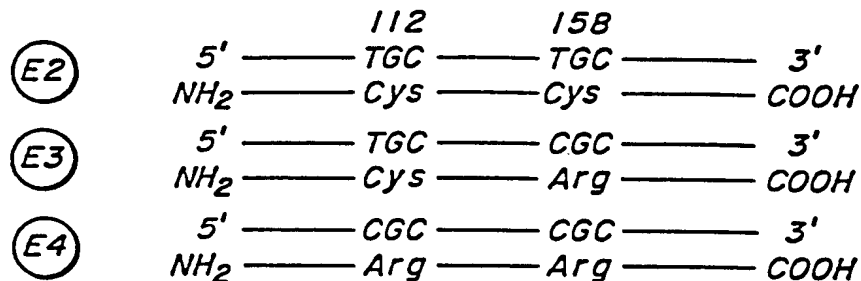 112 158
E2 5' TGC TGC 3'
NH2 Cys Cys COOH
E3 5' TGC CGC 3'
NH2 Cys Arg COOH
E4 5' CGC CGC 3'
NH2 Arg Arg COOH